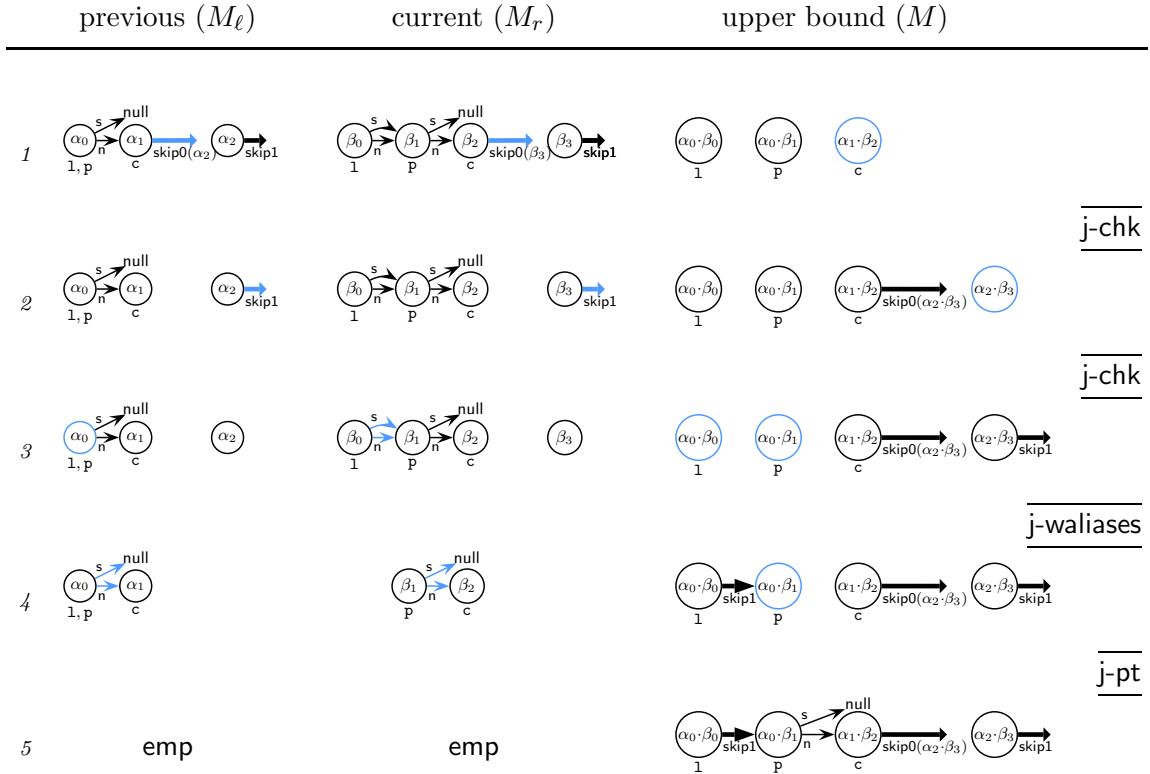 previous (Mℓ) current (Mr) upper bound (M)
s null s s null
α0 α1 α2 β0 β1 β2 β3 α0·β0 α0·β1 α1·β2
1 n skip0(α2) skip1 n n skip0(β3) skip1
l, p c l p c l p c
j-chk
s null s s null
α0 α1 α2 β0 β1 β2 β3 α0·β0 α0·β1 α1·β2 α2·β3
2 n skip1 n n skip1 skip0(α2·β3)
l, p c l p c l p c
j-chk
s null s s null
α0 α1 α2 β0 β1 β2 β3 α0·β0 α0·β1 α1·β2 α2·β3
3 n n n skip0(α2·β3) skip1
l, p c l p c l p c
j-waliases
s null s null
α0 α1 β1 β2 α0·β0 α0·β1 α1·β2 α2·β3
4 n n skip1 skip0(α2·β3) skip1
l, p c p c l p c
j-pt
s null
α0·β0 α0·β1 α1·β2 α2·β3
5 emp emp skip1 n skip0(α2·β3) skip1
l p c